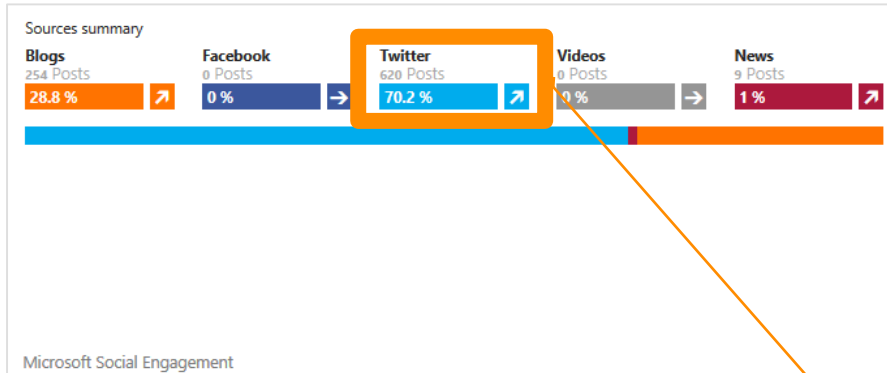 Sources summary
Blogs Facebook Twitter Videos News
254 Posts 0 Posts 620 Posts 0 Posts 9 Posts
28.8 % 0 % 70.2 % 0 % 1 %
Microsoft Social Engagement